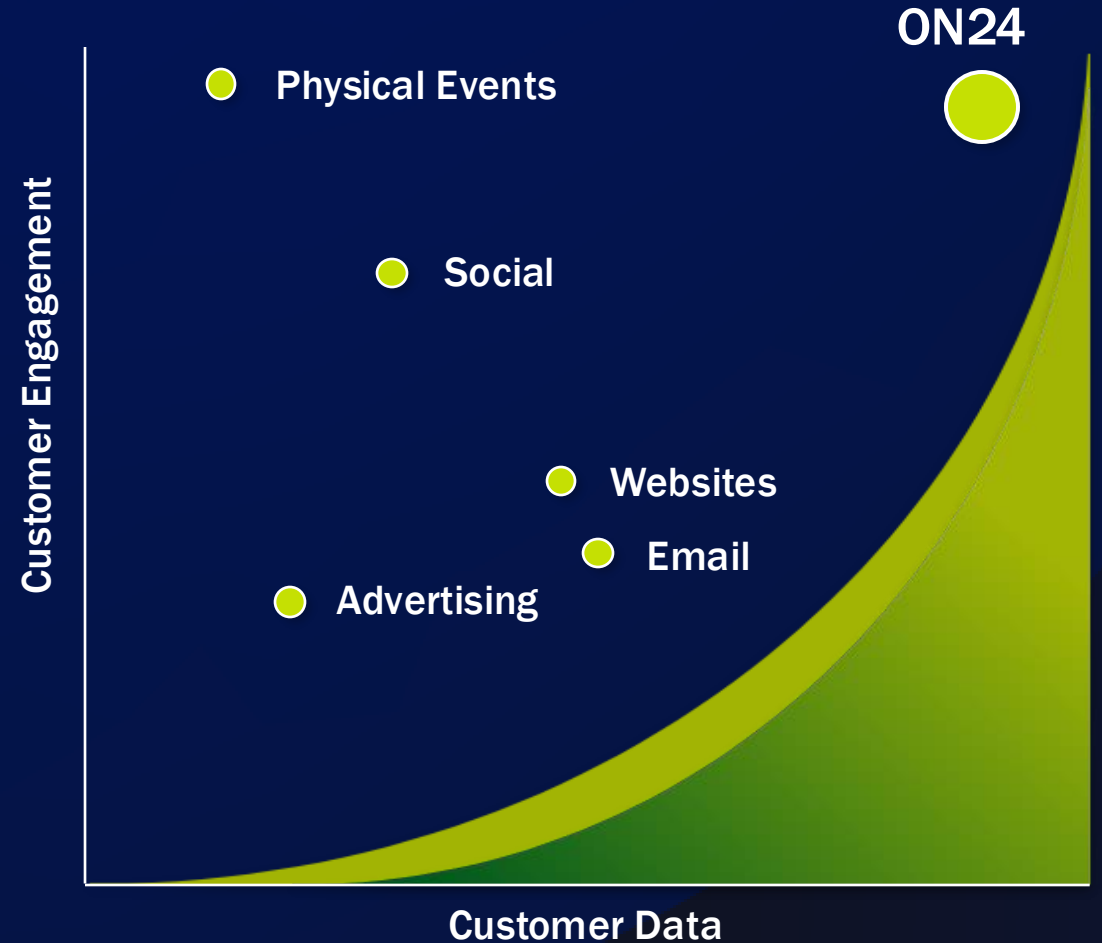 ON24
Physical Events
Social
Websites
Email
Advertising
Customer Engagement
Customer Data